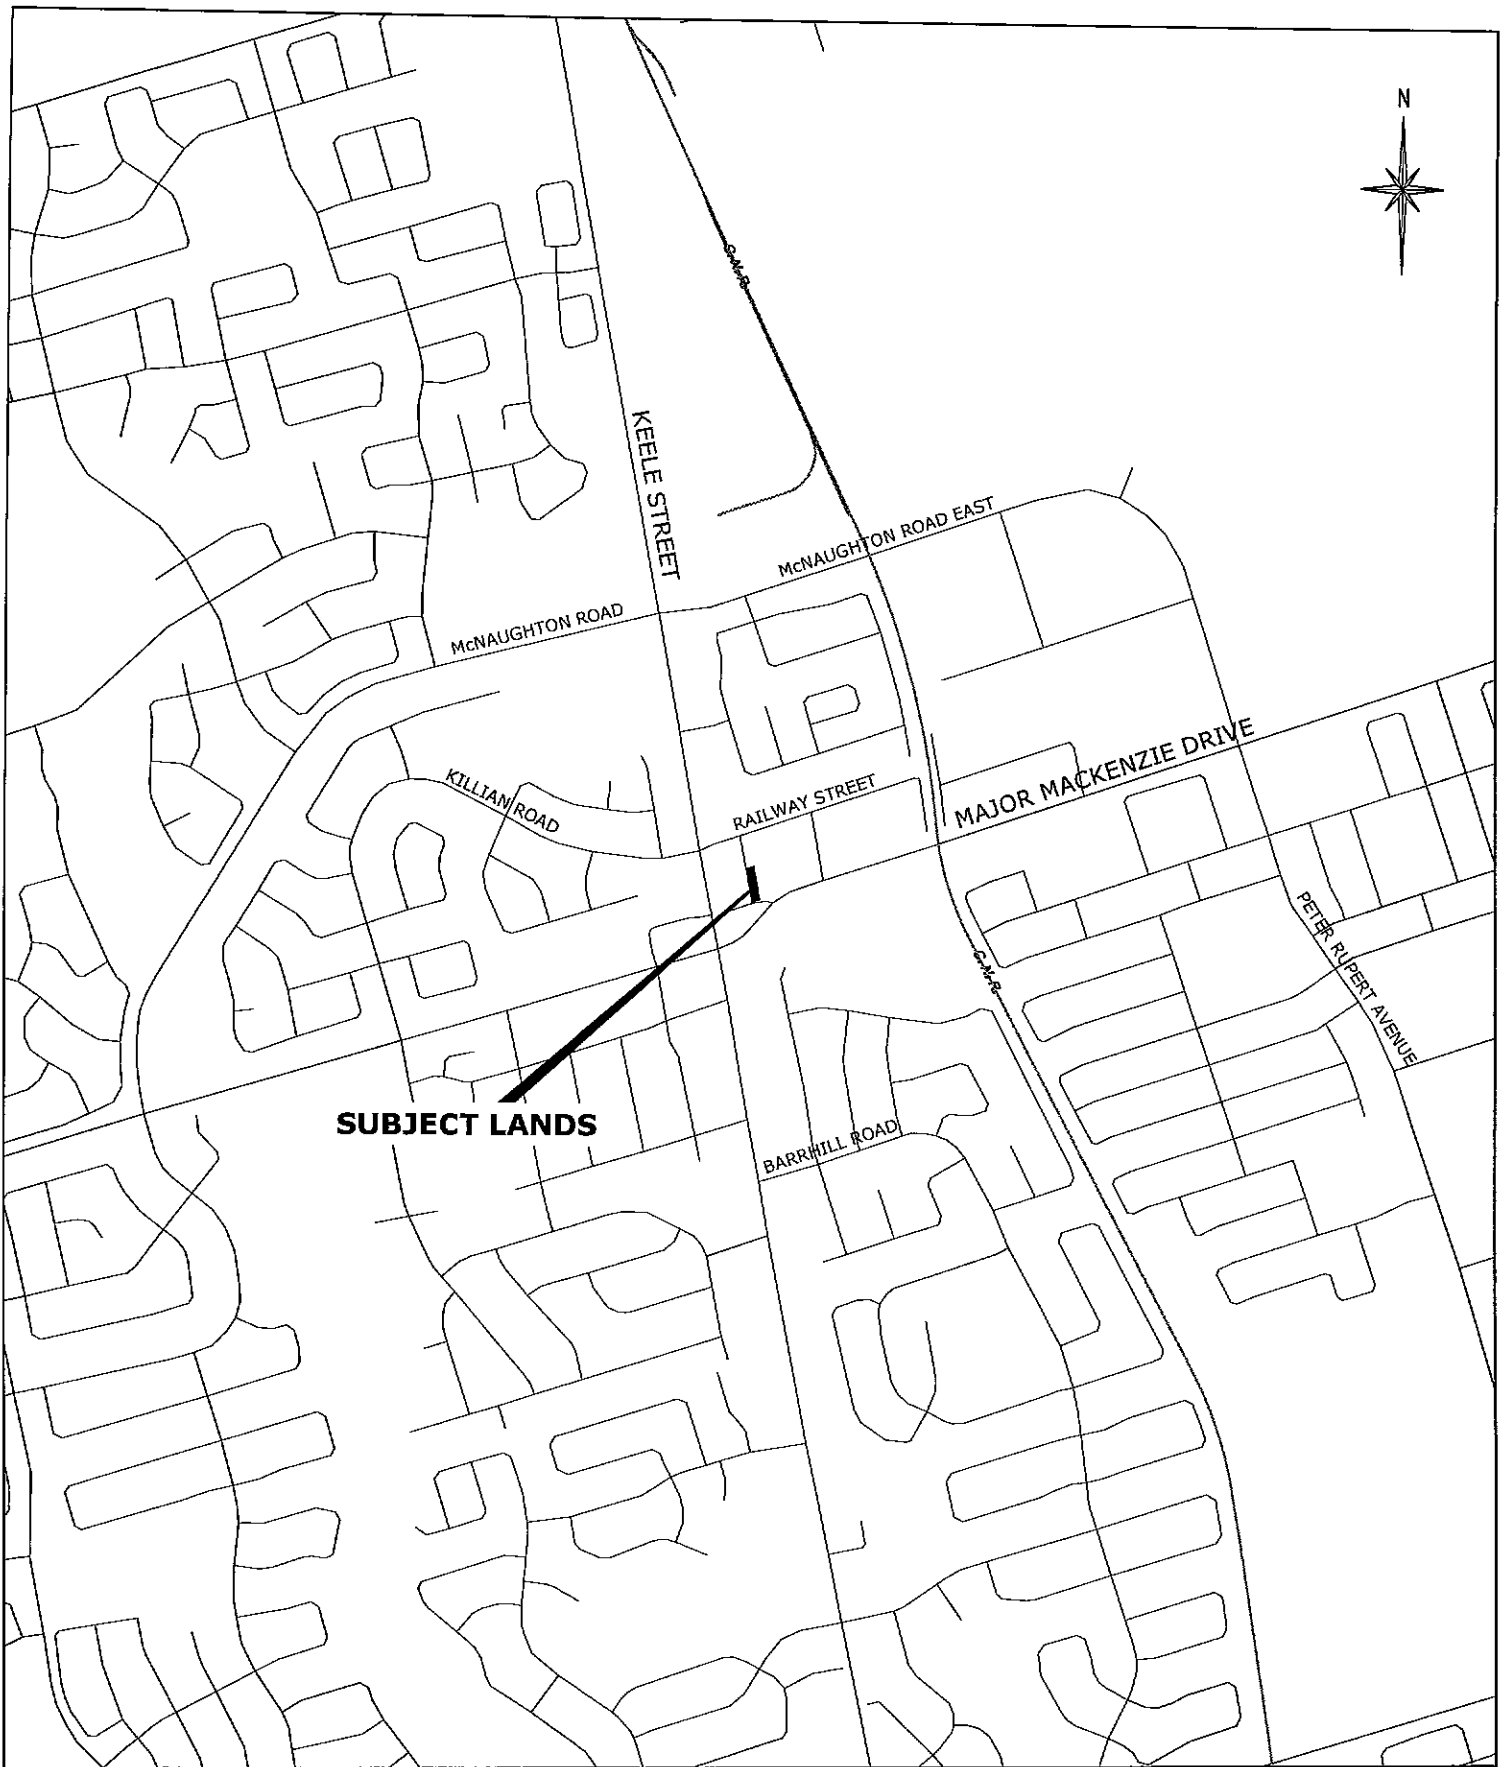 N
C.N.R.
KEELE STREET
McNAUGHTON ROAD EAST
McNAUGHTON ROAD
MAJOR MACKENZIE DRIVE
KILLIAN ROAD
RAILWAY STREET
PETER RUPERT AVENUE
C.N.R.
SUBJECT LANDS
BARRHILL ROAD